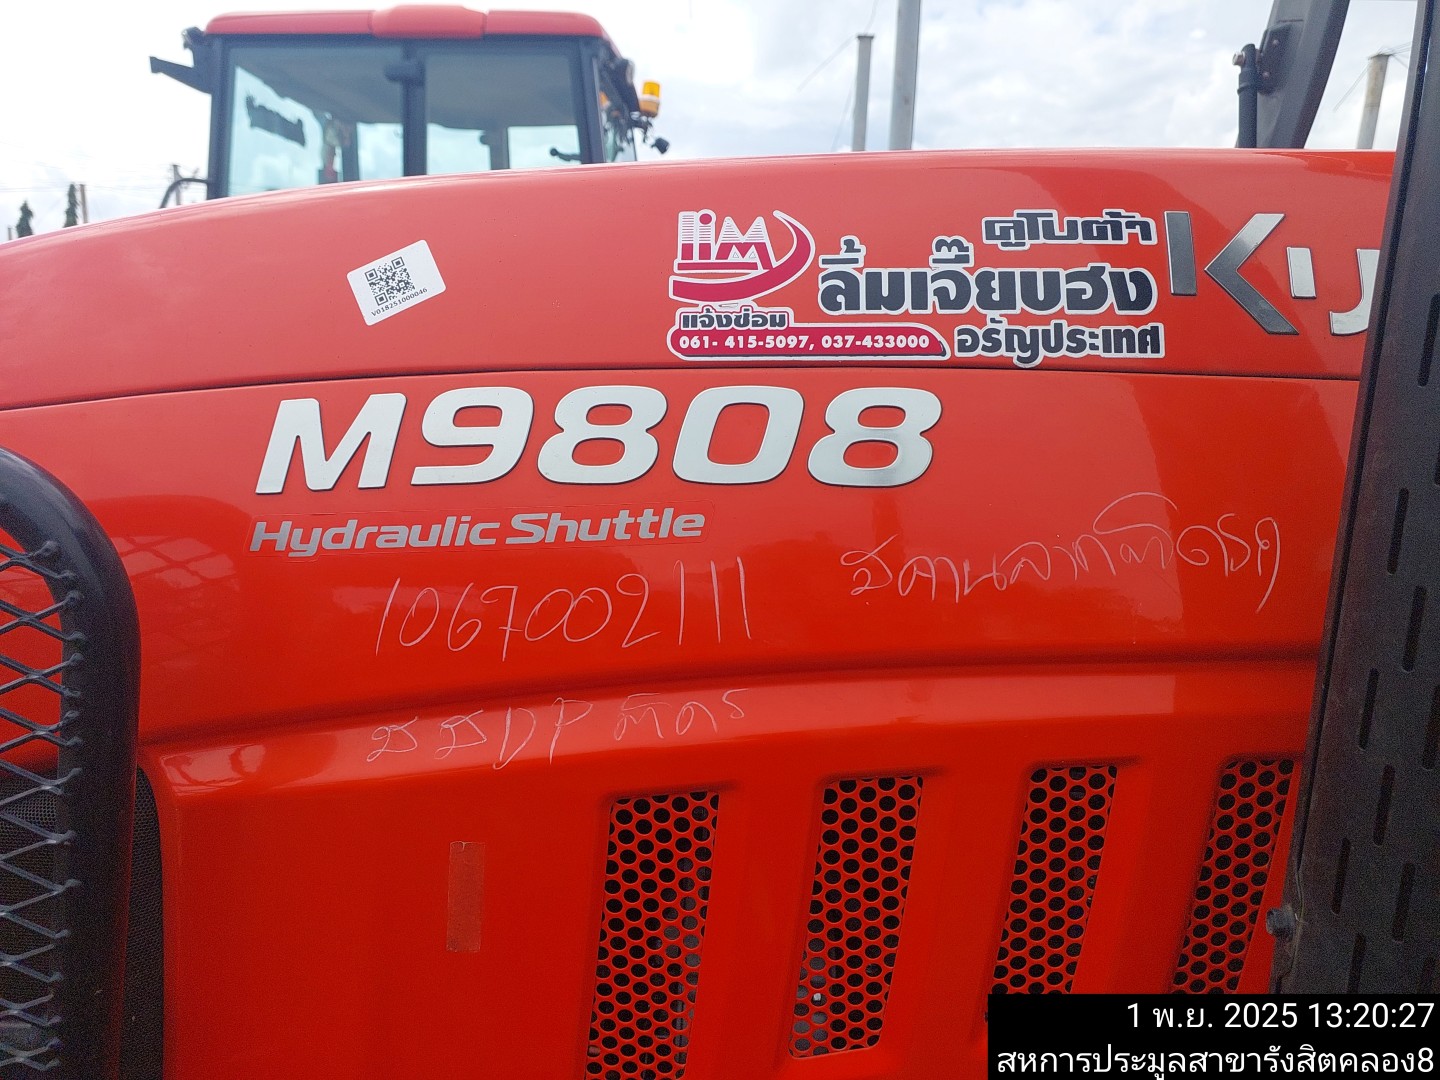 LIMM
คูโบต้า
ลิ้มเจี๊ยบฮง
อรัญประเทศ
แจ้งซ่อม
061- 415-5097, 037-433000
V018251000046
M9808
Hydraulic Shuttle
1067002111
1 พ.ย. 2025 13:20:27
สหการประมูลสาขารังสิตคลอง8